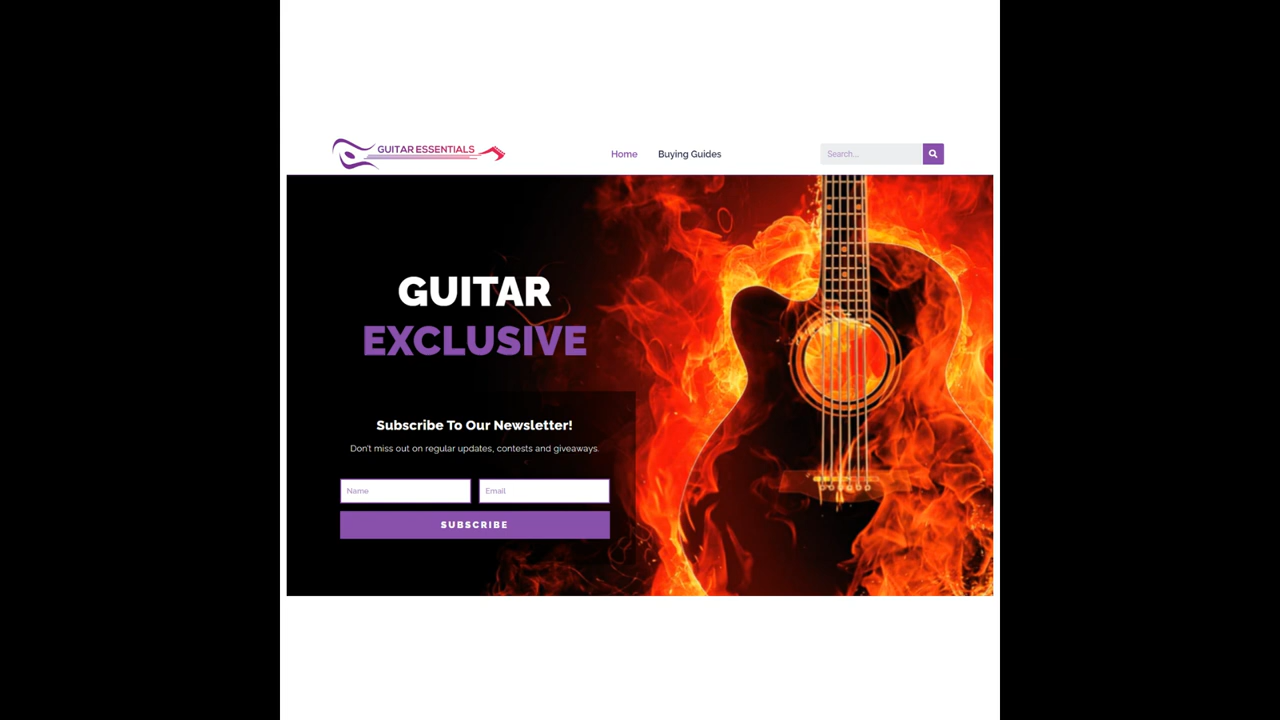 GUITAR ESSENTIALS
Home
Buying Guides
Search...
GUITAR
EXCLUSIVE
Subscribe To Our Newsletter!
Don't miss out on regular updates, contests and giveaways.
Name
Email
SUBSCRIBE